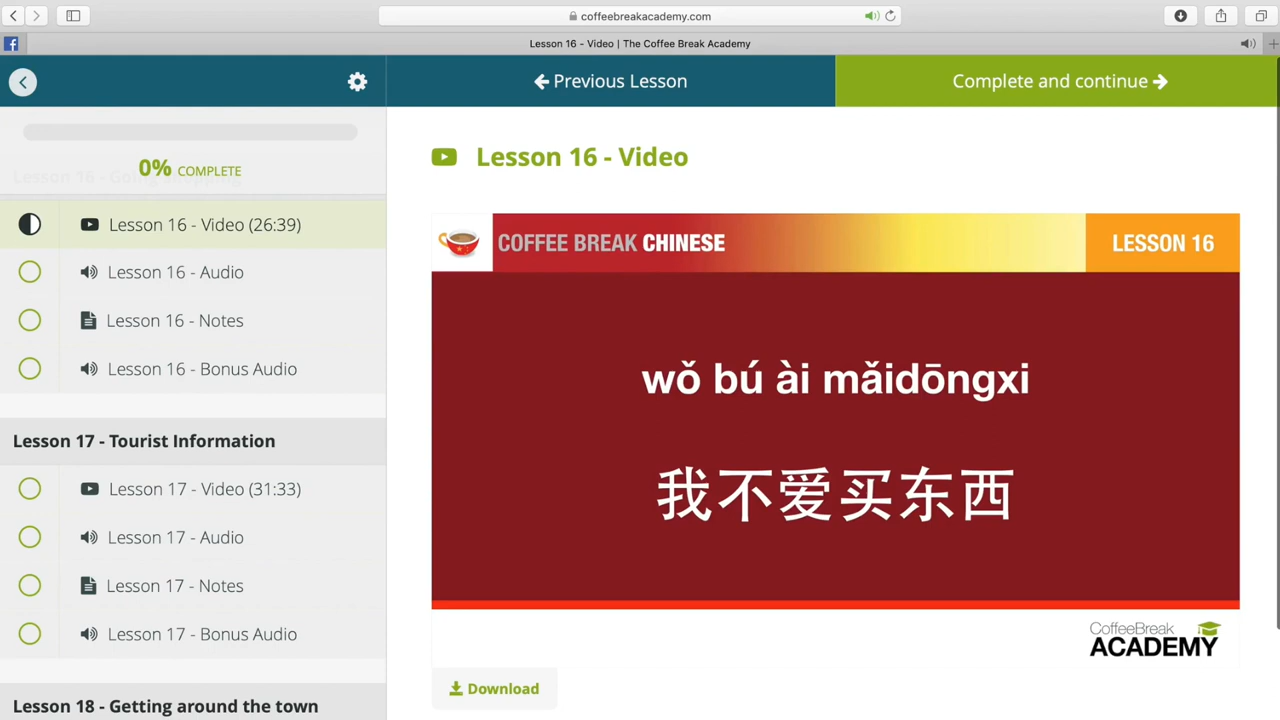 coffeebreakacademy.com
Lesson 16 - Video | The Coffee Break Academy
Previous Lesson
Complete and continue
0% COMPLETE
Lesson 16 - Video (26:39)
Lesson 16 - Audio
Lesson 16 - Notes
Lesson 16 - Bonus Audio
Lesson 17 - Tourist Information
Lesson 17 - Video (31:33)
Lesson 17 - Audio
Lesson 17 - Notes
Lesson 17 - Bonus Audio
Lesson 18 - Getting around the town
Lesson 16 - Video
COFFEE BREAK CHINESE
LESSON 16
wǒ bú ài mǎidōngxi
我不爱买东西
CoffeeBreak
ACADEMY
Download